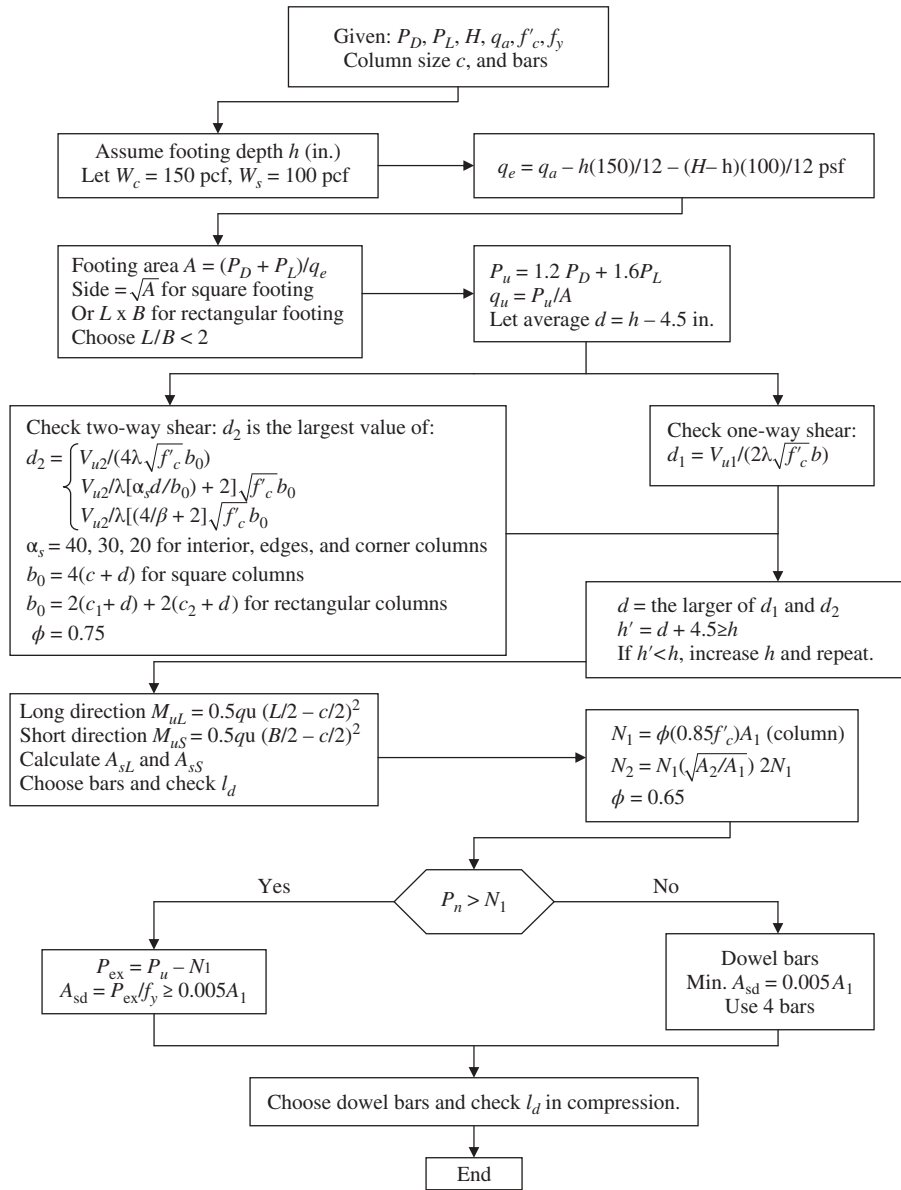 Given: P_D, P_L, H, q_a, f'_c, f_y
Column size c, and bars
Assume footing depth h (in.)
Let W_c = 150 pcf, W_s = 100 pcf
q_e = q_a – h(150)/12 – (H– h)(100)/12 psf
Footing area A = (P_D + P_L)/q_e
Side = √A for square footing
Or L x B for rectangular footing
Choose L/B < 2
P_u = 1.2 P_D + 1.6P_L
q_u = P_u/A
Let average d = h – 4.5 in.
Check two-way shear: d_2 is the largest value of:
d_2 = { V_u2/(4λ√f'_c b_0)
V_u2/λ[α_s d/b_0) + 2]√f'_c b_0
V_u2/λ[(4/β + 2]√f'_c b_0
α_s = 40, 30, 20 for interior, edges, and corner columns
b_0 = 4(c + d) for square columns
b_0 = 2(c_1+ d) + 2(c_2 + d) for rectangular columns
ϕ = 0.75
Check one-way shear:
d_1 = V_u1/(2λ√f'_c b)
d = the larger of d_1 and d_2
h' = d + 4.5≥h
If h'<h, increase h and repeat.
Long direction M_uL = 0.5qu (L/2 – c/2)^2
Short direction M_uS = 0.5qu (B/2 – c/2)^2
Calculate A_sL and A_sS
Choose bars and check l_d
N_1 = ϕ(0.85f'_c)A_1 (column)
N_2 = N_1(√A_2/A_1) 2N_1
ϕ = 0.65
Yes
P_n > N_1
No
P_ex = P_u – N1
A_sd = P_ex/f_y ≥ 0.005A_1
Dowel bars
Min. A_sd = 0.005A_1
Use 4 bars
Choose dowel bars and check l_d in compression.
End